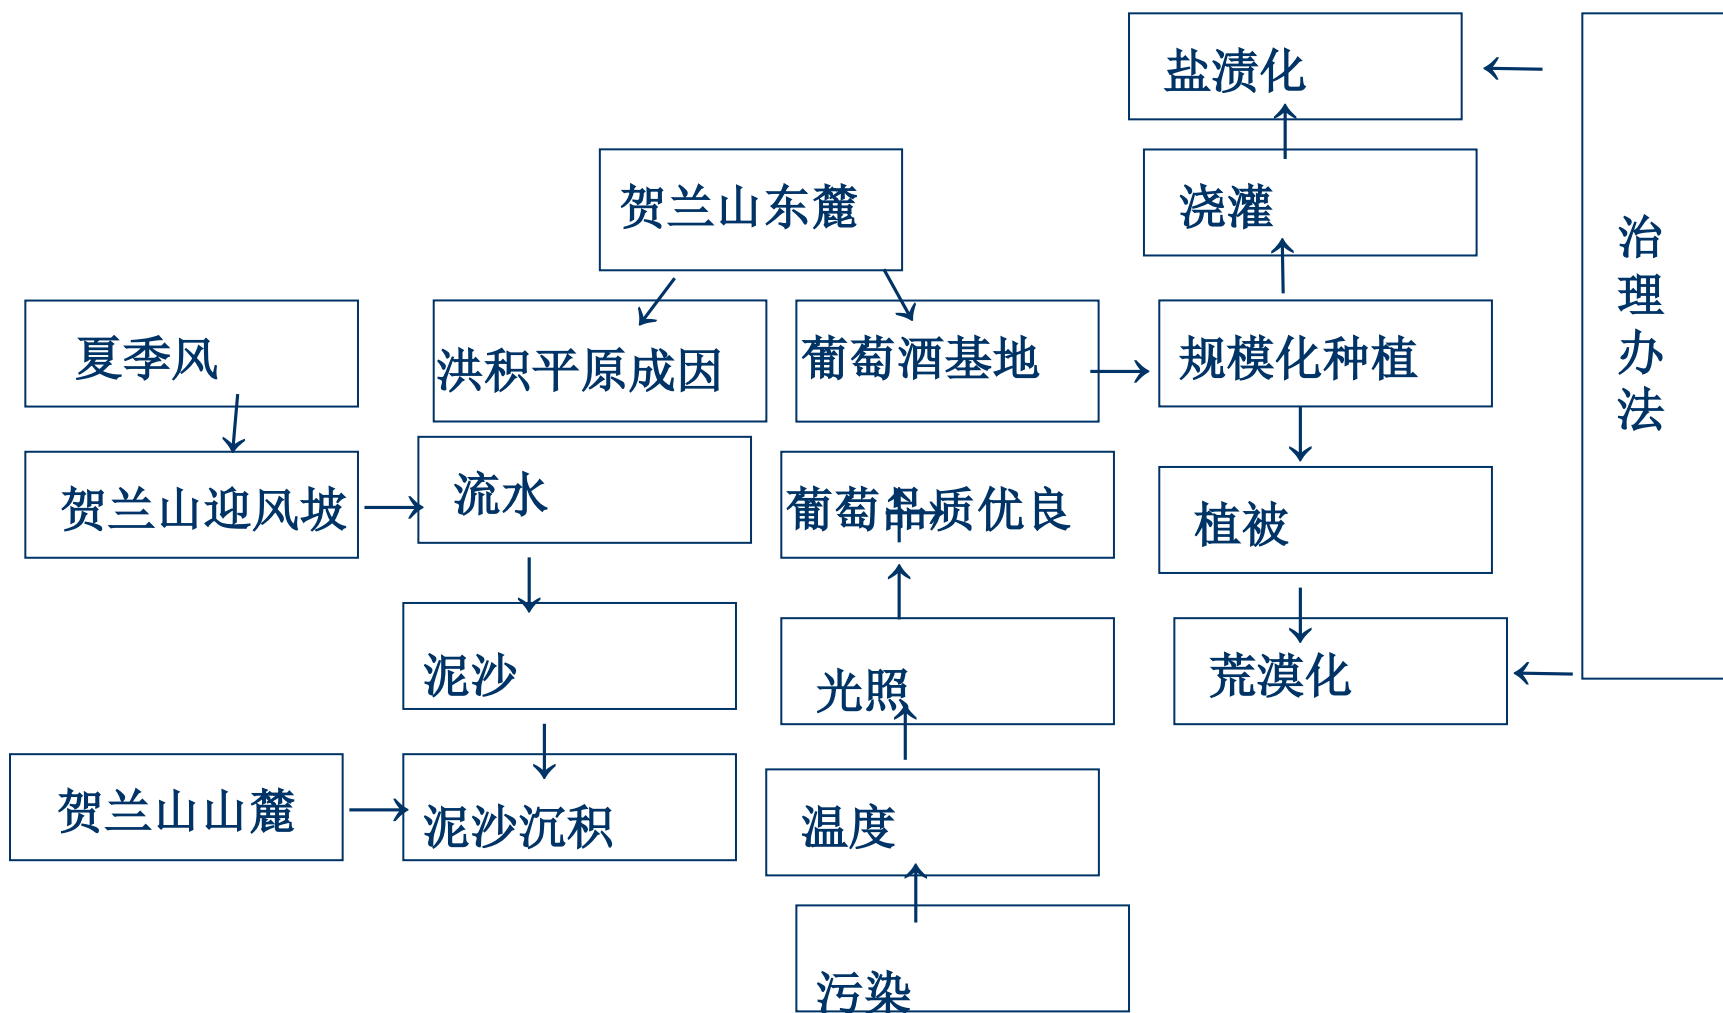 盐渍化
贺兰山东麓
浇灌
治理办法
夏季风
洪积平原成因
葡萄酒基地
规模化种植
贺兰山迎风坡
流水
葡萄品质优良
植被
泥沙
光照
荒漠化
贺兰山山麓
泥沙沉积
温度
污染